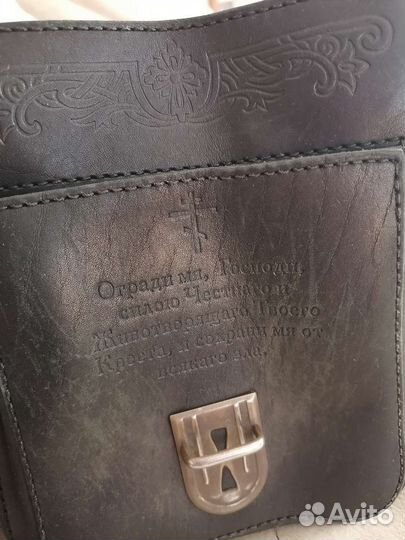 Огради мя, Господи,
силою Честнаго и
Животворящаго Твоего
Креста, и сохрани мя от
всякаго зла.
Avito